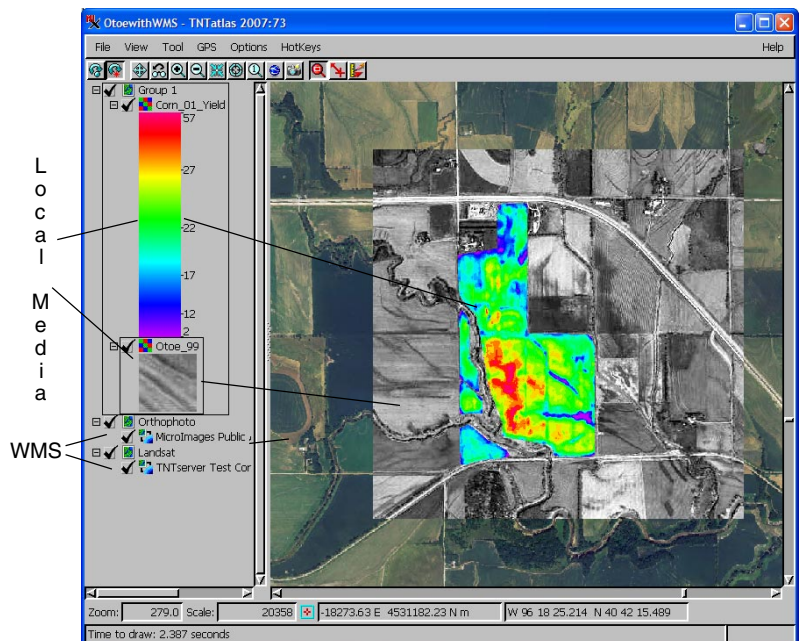 OtoewithWMS - TNTatlas 2007:73
File View Tool GPS Options HotKeys Help
Group 1
Corn_01_Yield
57
27
22
17
12
2
Local Media
Otoe_99
Orthophoto
MicroImages Public
WMS
Landsat
TNTserver Test Cor
Zoom: 279.0 Scale: 20358 -18273.63 E 4531182.23 N m W 96 18 25.214 N 40 42 15.489
Time to draw: 2.387 seconds